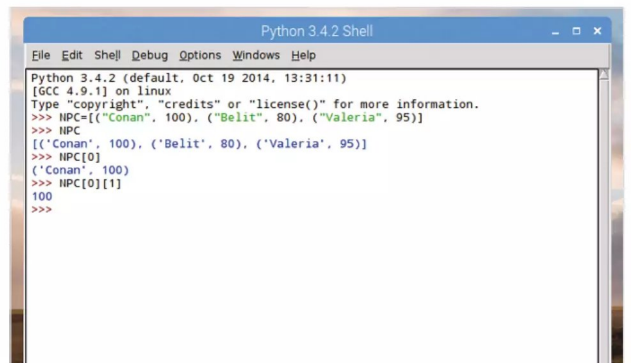 Python 3.4.2 Shell
File Edit Shell Debug Options Windows Help
Python 3.4.2 (default, Oct 19 2014, 13:31:11)
[GCC 4.9.1] on linux
Type "copyright", "credits" or "license()" for more information.
>>> NPC=[("Conan", 100), ("Belit", 80), ("Valeria", 95)]
>>> NPC
[('Conan', 100), ('Belit', 80), ('Valeria', 95)]
>>> NPC[0]
('Conan', 100)
>>> NPC[0][1]
100
>>>